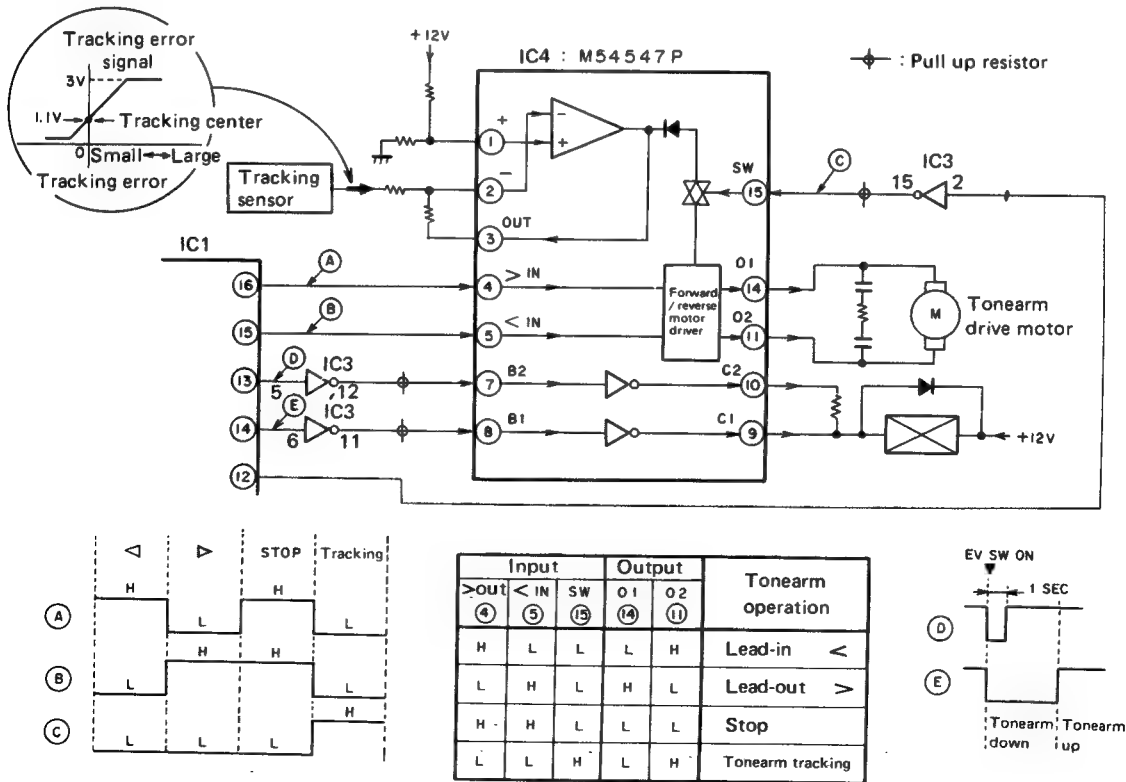 Tracking error
signal
3V
1.1V
Tracking center
0
Small ↔ Large
Tracking error
+12V
IC4 : M54547P
: Pull up resistor
1
+
-
+
Tracking
sensor
2
-
SW
15
C
IC3
15
2
3
OUT
IC1
16
A
4
> IN
O1
14
Forward
/ reverse
motor
driver
M
Tonearm
drive motor
15
B
5
< IN
O2
11
13
D
5
IC3
12
7
B2
C2
10
14
E
6
IC3
11
8
B1
C1
9
+12V
12
◁ ▷ STOP Tracking
A
H L H L
B
L H H L
C
L L L H
Input Output Tonearm operation
>out < IN SW O1 O2
4 5 15 14 11
H L L L H Lead-in <
L H L H L Lead-out >
H H L L L Stop
L L H L H Tonearm tracking
EV SW ON
1 SEC
D
E
Tonearm down
Tonearm up